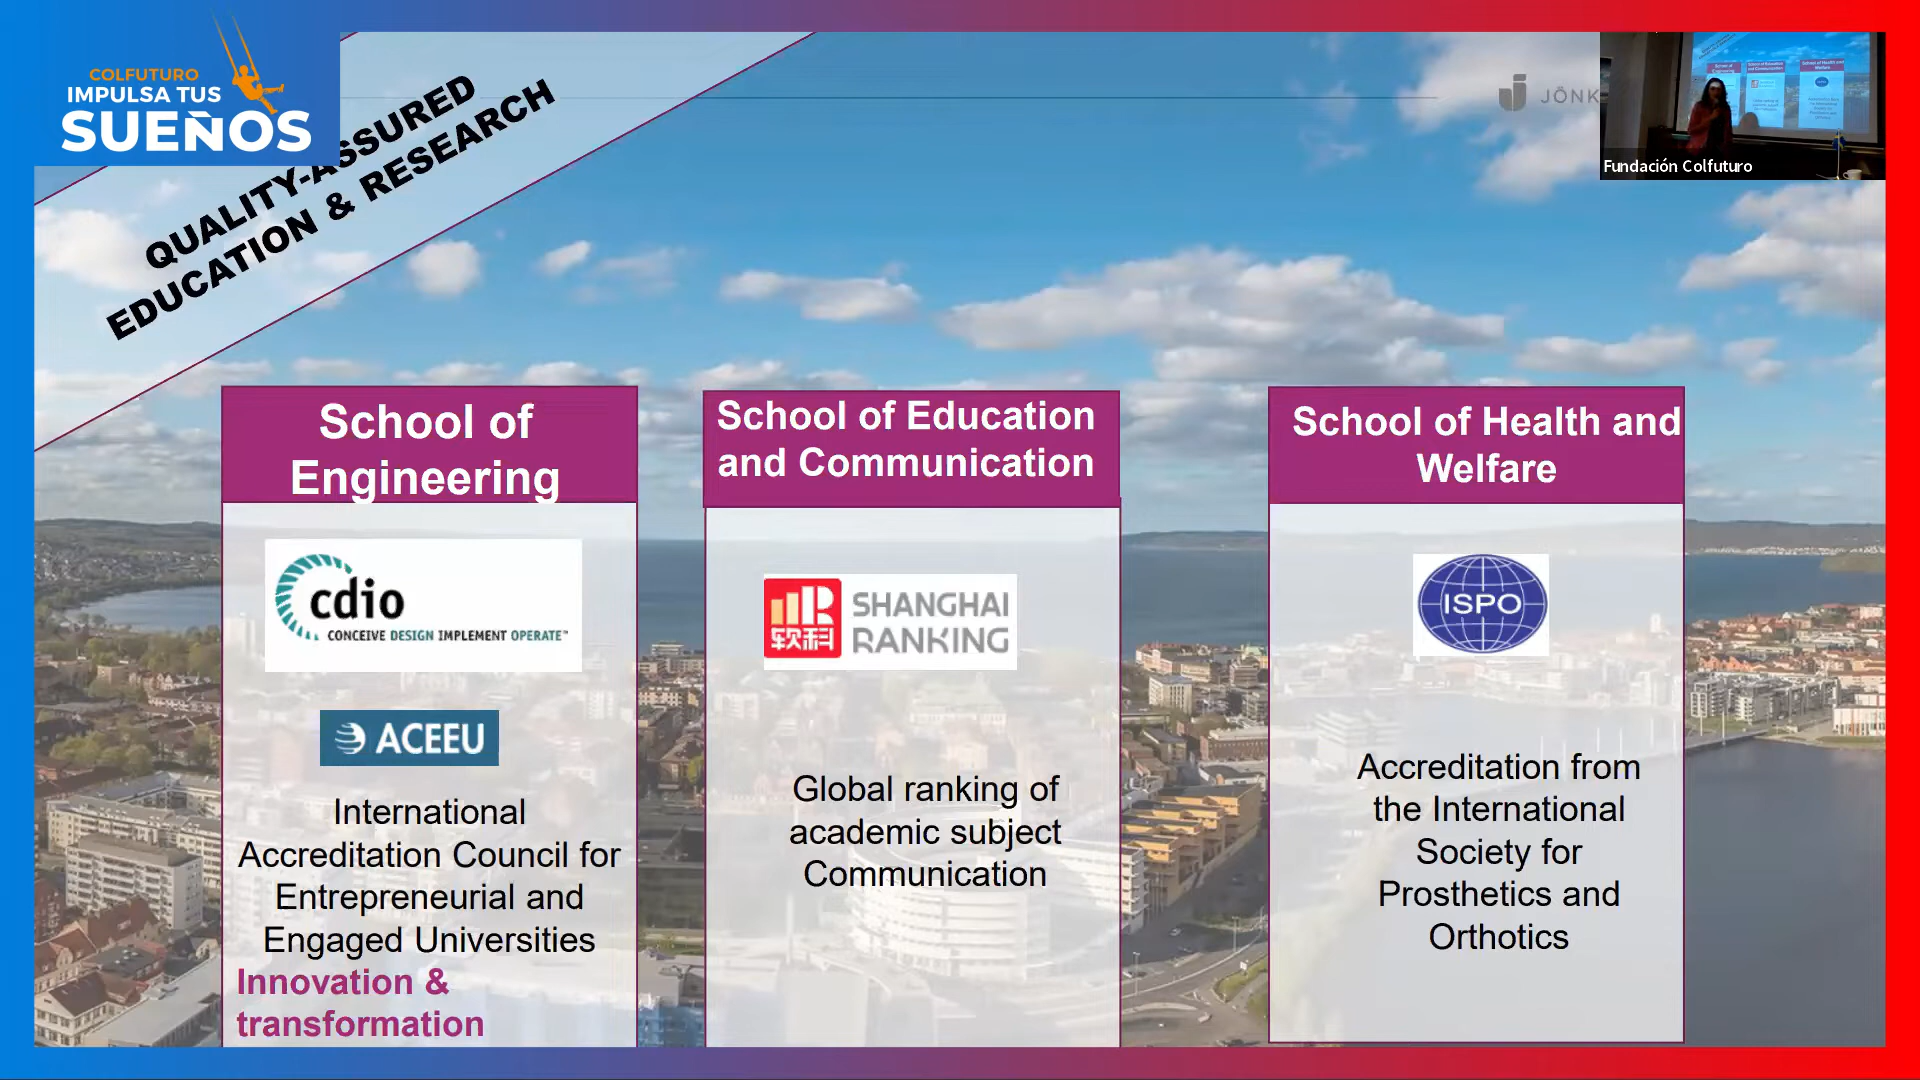 COLFUTURO
IMPULSA TUS
SUEÑOS
QUALITY-ASSURED
EDUCATION & RESEARCH
JÖNK
Fundación Colfuturo
School of
Engineering
cdio
CONCEIVE DESIGN IMPLEMENT OPERATE™
ACEEU
International
Accreditation Council for
Entrepreneurial and
Engaged Universities
Innovation &
transformation
School of Education
and Communication
软科
SHANGHAI
RANKING
Global ranking of
academic subject
Communication
School of Health and
Welfare
ISPO
Accreditation from
the International
Society for
Prosthetics and
Orthotics